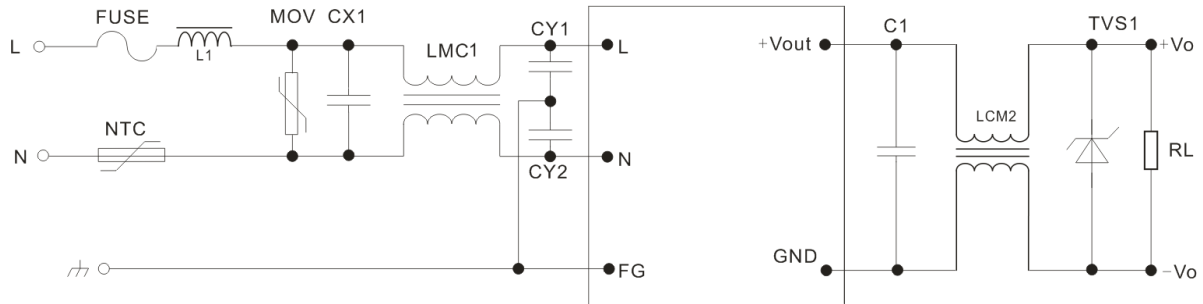 FUSE
MOV
CX1
L
L1
LMC1
CY1
L
+Vout
C1
TVS1
+Vo
NTC
N
CY2
N
LCM2
RL
FG
GND
−Vo